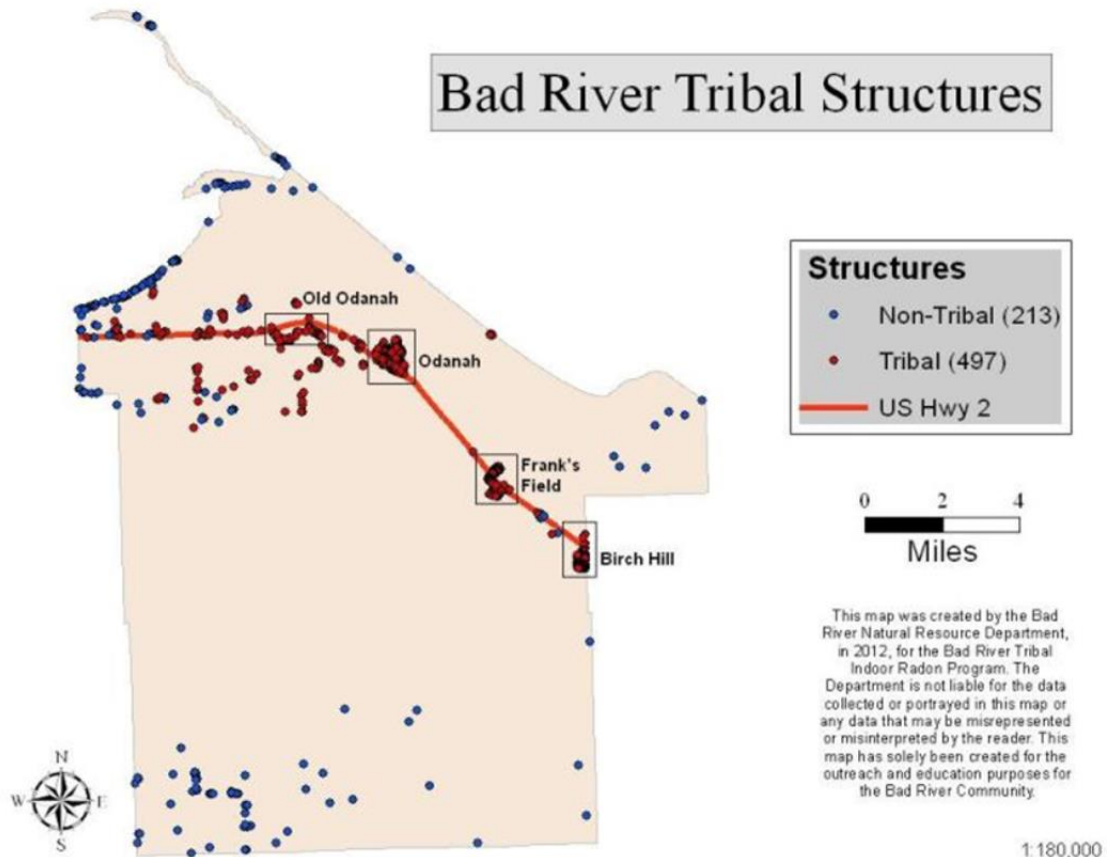 Bad River Tribal Structures
Structures
Non-Tribal (213)
Tribal (497)
US Hwy 2
Old Odanah
Odanah
Frank's
Field
Birch Hill
0 2 4
Miles
This map was created by the Bad
River Natural Resource Department,
in 2012, for the Bad River Tribal
Indoor Radon Program. The
Department is not liable for the data
collected or portrayed in this map or
any data that may be misrepresented
or misinterpreted by the reader. This
map has solely been created for the
outreach and education purposes for
the Bad River Community.
N
W E
S
1:180,000